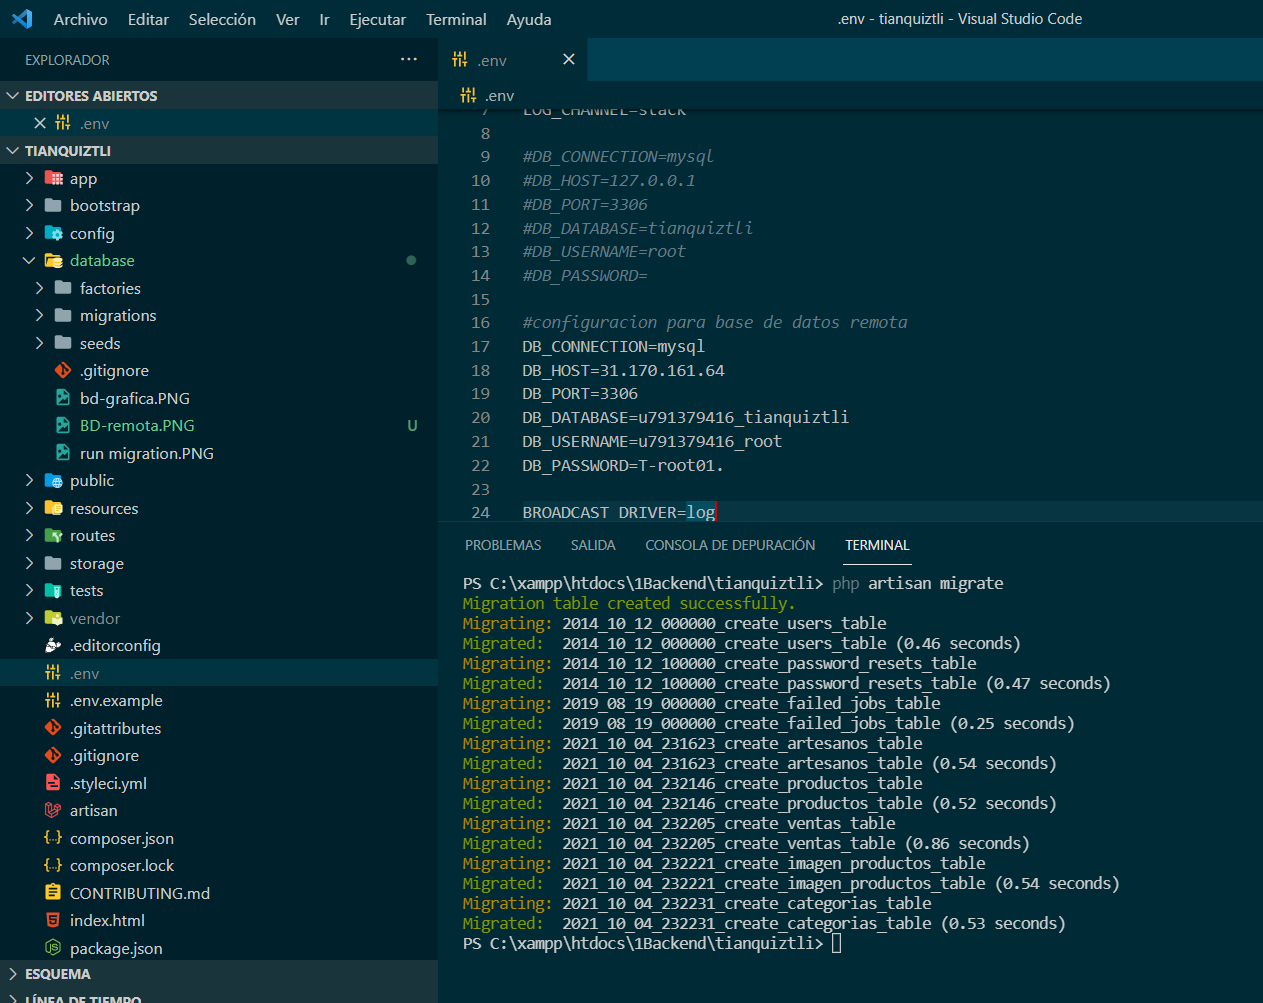 Archivo Editar Selección Ver Ir Ejecutar Terminal Ayuda .env - tianquiztli - Visual Studio Code
EXPLORADOR ...
EDITORES ABIERTOS
.env
TIANQUIZTLI
app
bootstrap
config
database
factories
migrations
seeds
.gitignore
bd-grafica.PNG
BD-remota.PNG U
run migration.PNG
public
resources
routes
storage
tests
vendor
.editorconfig
.env
.env.example
.gitattributes
.gitignore
.styleci.yml
artisan
composer.json
composer.lock
CONTRIBUTING.md
index.html
package.json
ESQUEMA
LÍNEA DE TIEMPO
.env
.env
7 LOG_CHANNEL=stack
8
9 #DB_CONNECTION=mysql
10 #DB_HOST=127.0.0.1
11 #DB_PORT=3306
12 #DB_DATABASE=tianquiztli
13 #DB_USERNAME=root
14 #DB_PASSWORD=
15
16 #configuracion para base de datos remota
17 DB_CONNECTION=mysql
18 DB_HOST=31.170.161.64
19 DB_PORT=3306
20 DB_DATABASE=u791379416_tianquiztli
21 DB_USERNAME=u791379416_root
22 DB_PASSWORD=T-root01.
23
24 BROADCAST_DRIVER=log
PROBLEMAS SALIDA CONSOLA DE DEPURACIÓN TERMINAL
PS C:\xampp\htdocs\1Backend\tianquiztli> php artisan migrate
Migration table created successfully.
Migrating: 2014_10_12_000000_create_users_table
Migrated:  2014_10_12_000000_create_users_table (0.46 seconds)
Migrating: 2014_10_12_100000_create_password_resets_table
Migrated:  2014_10_12_100000_create_password_resets_table (0.47 seconds)
Migrating: 2019_08_19_000000_create_failed_jobs_table
Migrated:  2019_08_19_000000_create_failed_jobs_table (0.25 seconds)
Migrating: 2021_10_04_231623_create_artesanos_table
Migrated:  2021_10_04_231623_create_artesanos_table (0.54 seconds)
Migrating: 2021_10_04_232146_create_productos_table
Migrated:  2021_10_04_232146_create_productos_table (0.52 seconds)
Migrating: 2021_10_04_232205_create_ventas_table
Migrated:  2021_10_04_232205_create_ventas_table (0.86 seconds)
Migrating: 2021_10_04_232221_create_imagen_productos_table
Migrated:  2021_10_04_232221_create_imagen_productos_table (0.54 seconds)
Migrating: 2021_10_04_232231_create_categorias_table
Migrated:  2021_10_04_232231_create_categorias_table (0.53 seconds)
PS C:\xampp\htdocs\1Backend\tianquiztli>